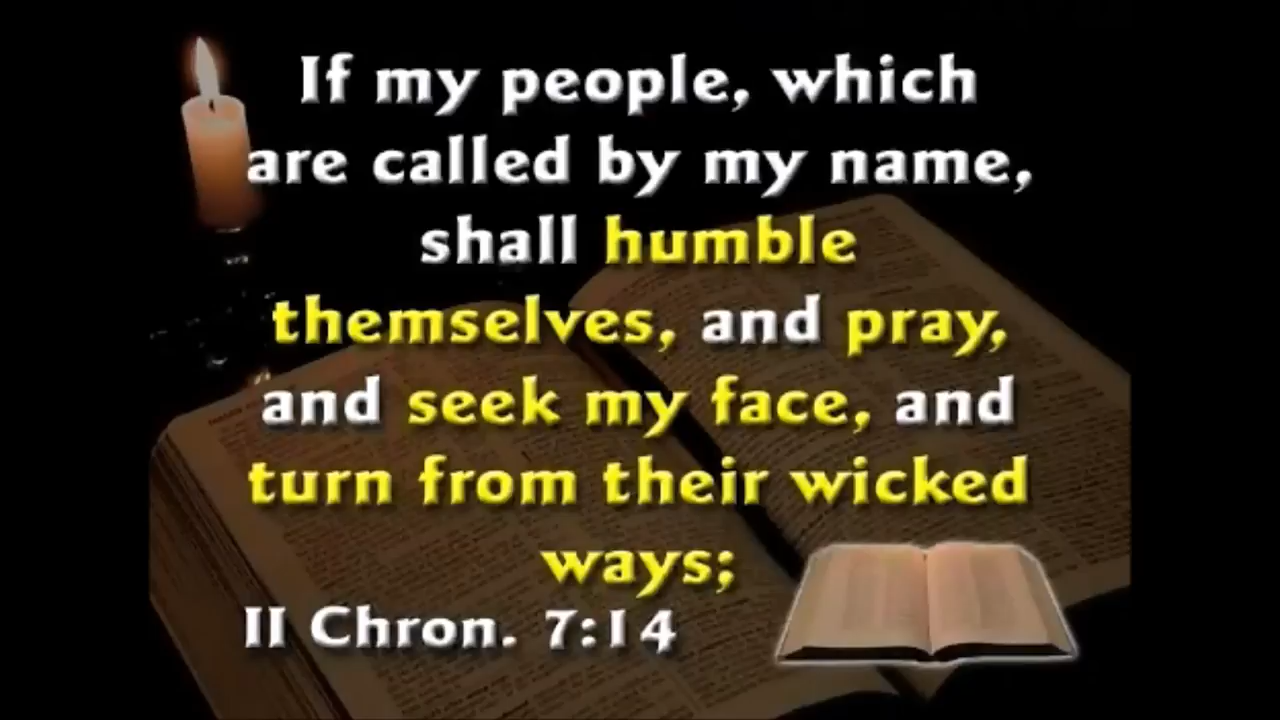 If my people, which
are called by my name,
shall humble
themselves, and pray,
and seek my face, and
turn from their wicked
ways;
II Chron. 7:14